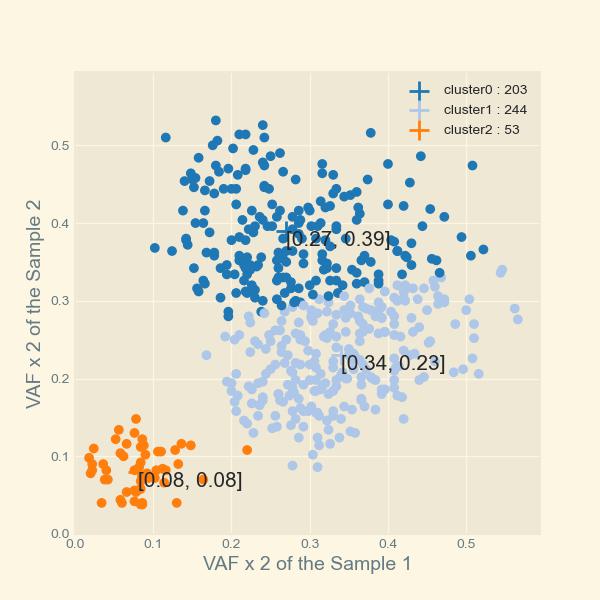 cluster0 : 203
cluster1 : 244
cluster2 : 53
0.5
0.4
0.3
0.2
0.1
0.0
[0.27, 0.39]
[0.34, 0.23]
[0.08, 0.08]
0.0 0.1 0.2 0.3 0.4 0.5
VAF x 2 of the Sample 1
VAF x 2 of the Sample 2